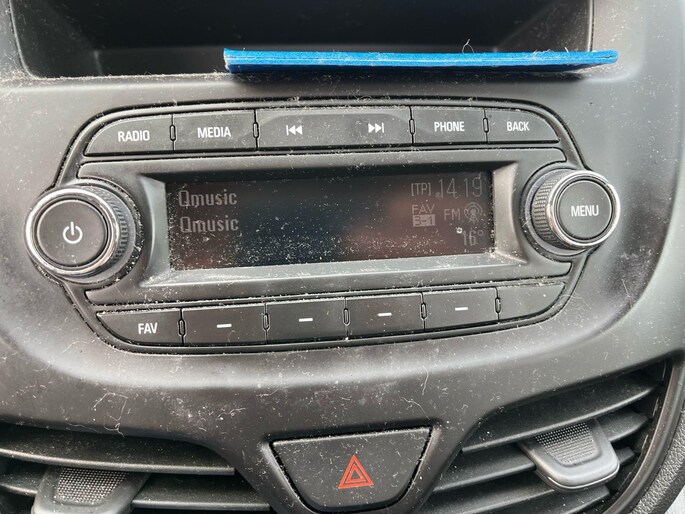 RADIO MEDIA PHONE BACK
Qmusic [TP] 14.19
Qmusic FAV 3-1 FM
16°
MENU
FAV